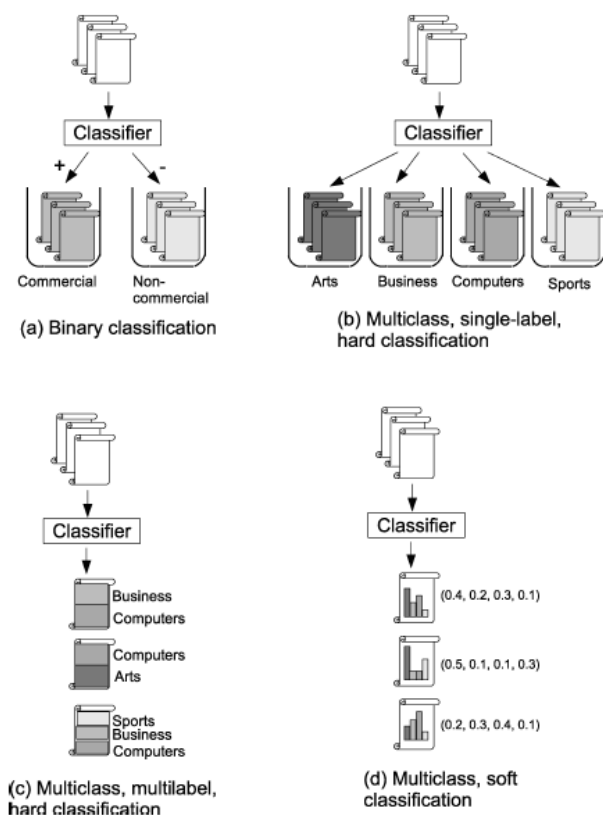 Classifier
+ -
Commercial
Non-
commercial
(a) Binary classification
Classifier
Arts Business Computers Sports
(b) Multiclass, single-label,
hard classification
Classifier
Business
Computers
Computers
Arts
Sports
Business
Computers
(c) Multiclass, multilabel,
hard classification
Classifier
(0.4, 0.2, 0.3, 0.1)
(0.5, 0.1, 0.1, 0.3)
(0.2, 0.3, 0.4, 0.1)
(d) Multiclass, soft
classification